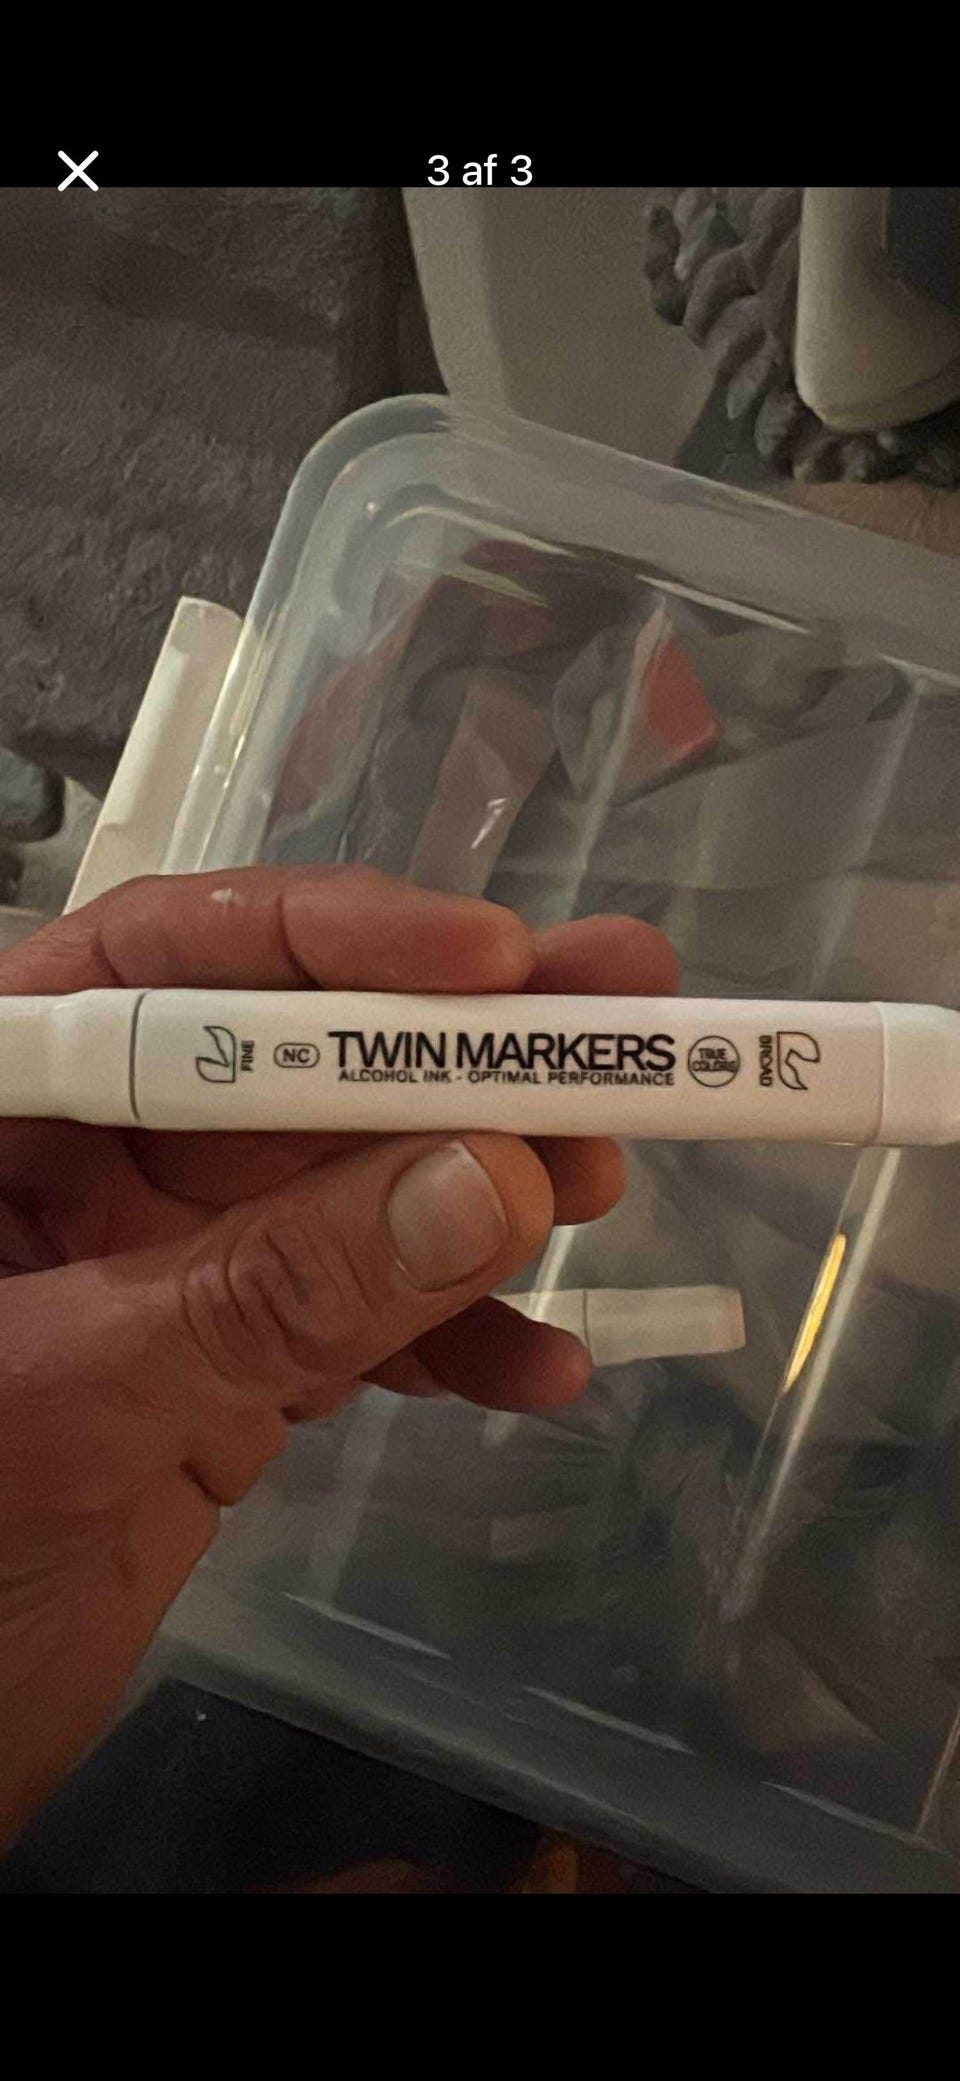 3 af 3
FINE
NC
TWIN MARKERS
ALCOHOL INK - OPTIMAL PERFORMANCE
TRUE
COLORS
BROAD